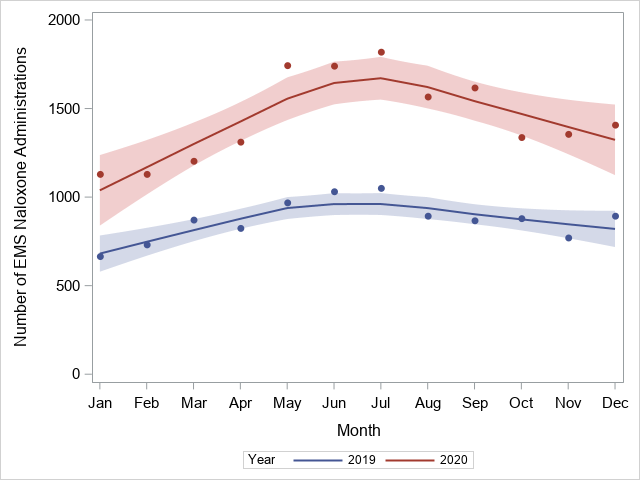 Number of EMS Naloxone Administrations
2000
1500
1000
500
0
Jan Feb Mar Apr May Jun Jul Aug Sep Oct Nov Dec
Month
Year 2019 2020